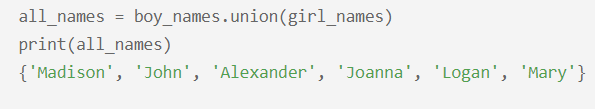 all_names = boy_names.union(girl_names)
print(all_names)
{'Madison', 'John', 'Alexander', 'Joanna', 'Logan', 'Mary'}